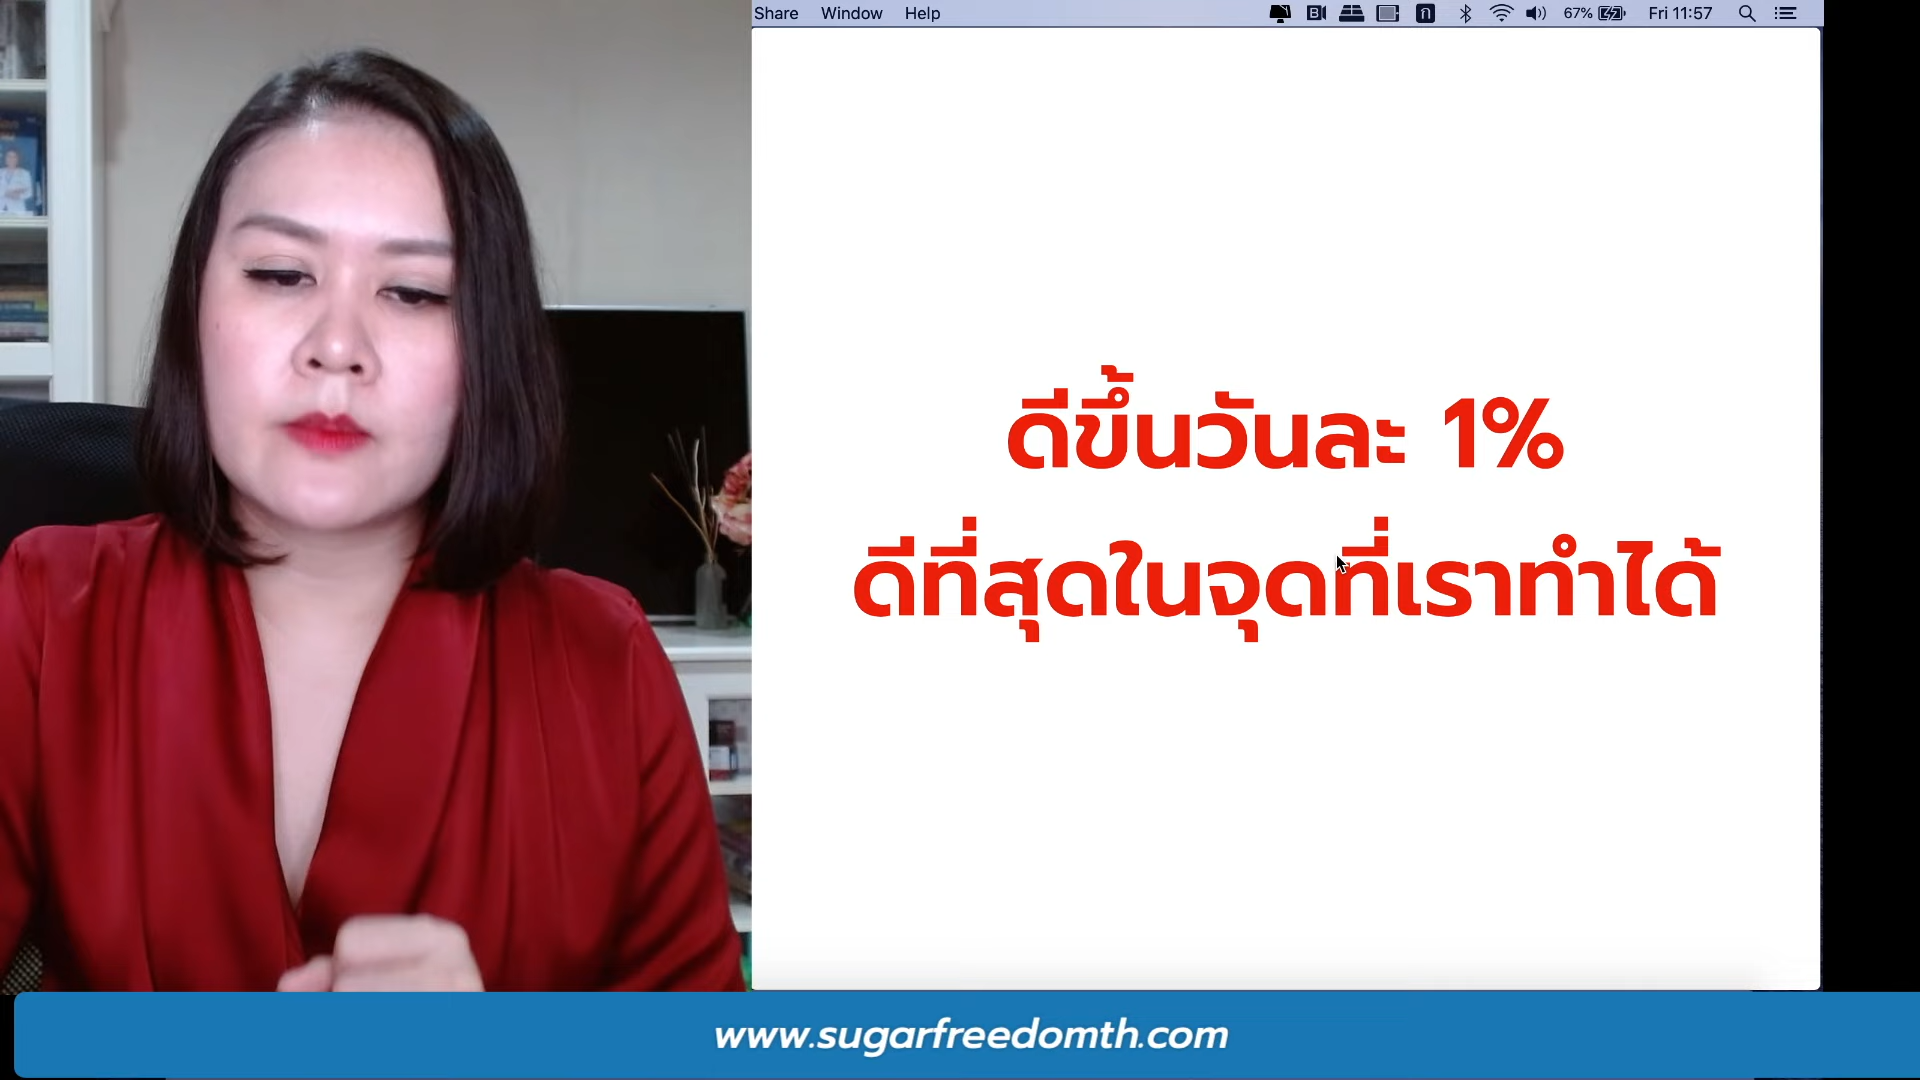 Share Window Help 67% Fri 11:57
ดีขึ้นวันละ 1%
ดีที่สุดในจุดที่เราทำได้
www.sugarfreedomth.com